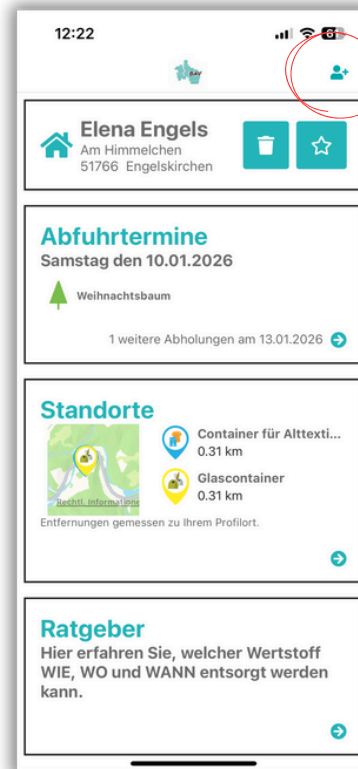 12:22
BAV
Elena Engels
Am Himmelchen
51766 Engelskirchen
Abfuhrtermine
Samstag den 10.01.2026
Weihnachtsbaum
1 weitere Abholungen am 13.01.2026
Standorte
Container für Alttexti...
0.31 km
Glascontainer
0.31 km
Rechtl. Informatione
Entfernungen gemessen zu Ihrem Profilort.
Ratgeber
Hier erfahren Sie, welcher Wertstoff
WIE, WO und WANN entsorgt werden
kann.